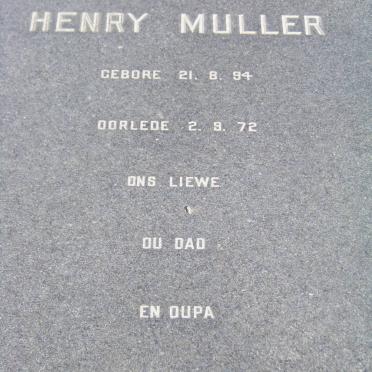 HENRY MULLER
GEBORE 21. 8. 94
OORLEDE 2. 9. 72
ONS LIEWE
OU DAD
EN OUPA